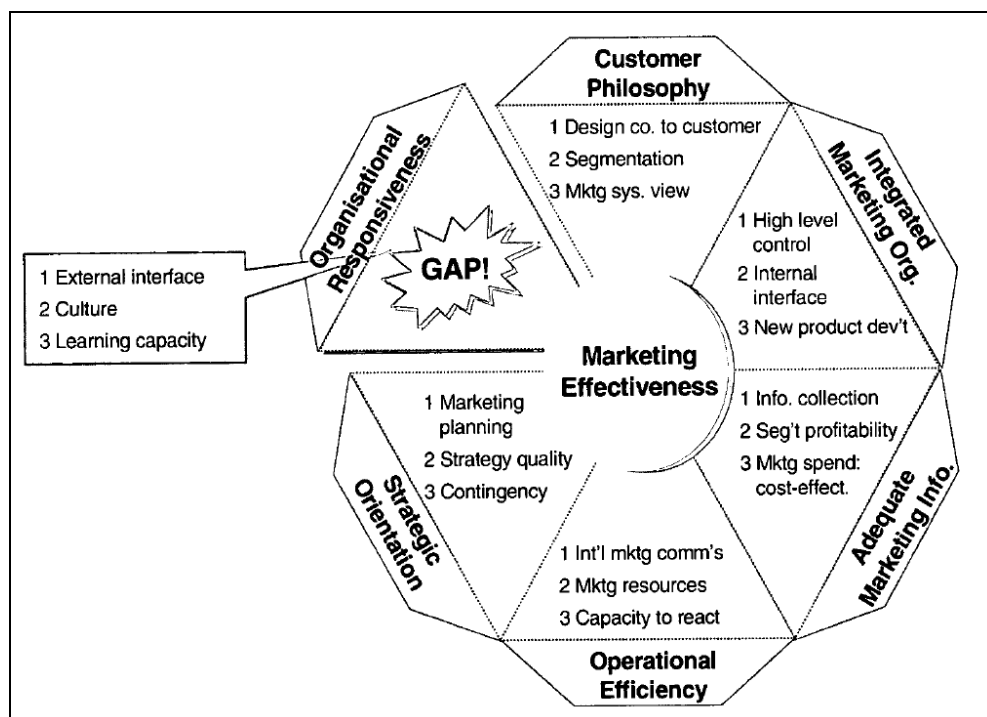 Customer
Philosophy
1 Design co. to customer
2 Segmentation
3 Mktg sys. view
Integrated
Marketing Org.
1 High level
control
2 Internal
interface
3 New product dev't
Adequate
Marketing Info.
1 Info. collection
2 Seg't profitability
3 Mktg spend:
cost-effect.
Operational
Efficiency
1 Int'l mktg comm's
2 Mktg resources
3 Capacity to react
Strategic
Orientation
1 Marketing
planning
2 Strategy quality
3 Contingency
Organisational
Responsiveness
GAP!
1 External interface
2 Culture
3 Learning capacity
Marketing
Effectiveness